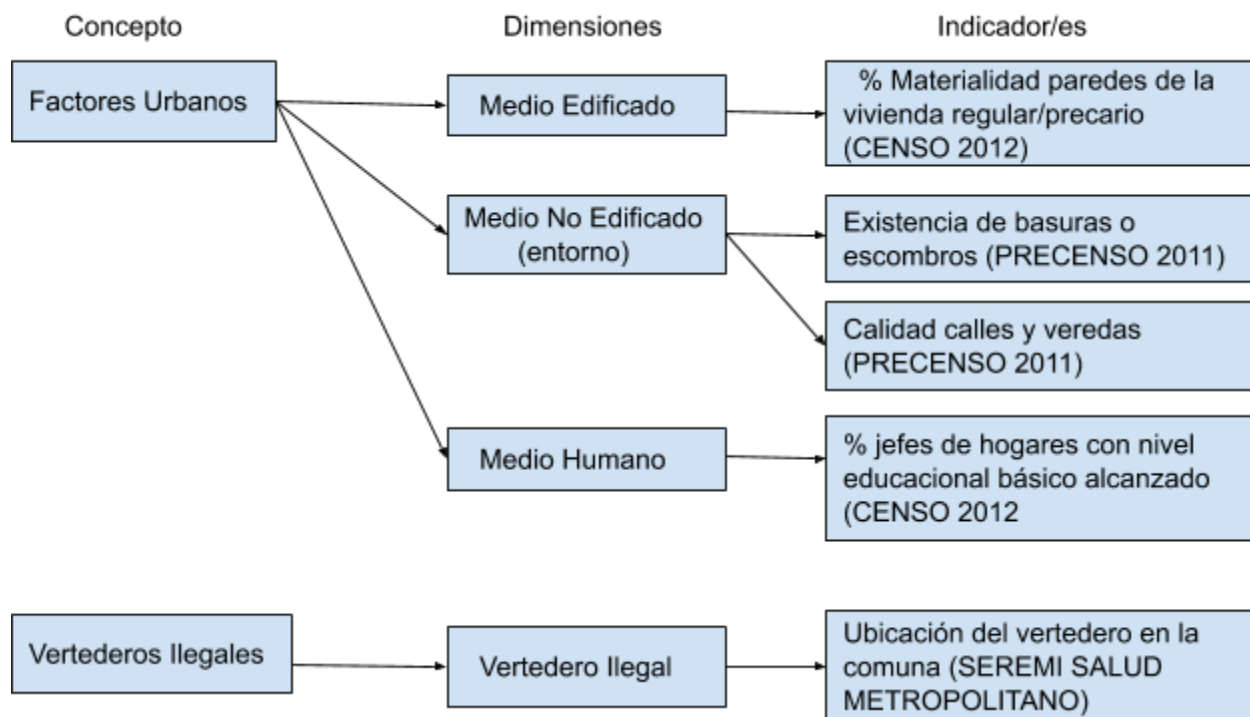 Concepto
Dimensiones
Indicador/es
Factores Urbanos
Medio Edificado
% Materialidad paredes de la
vivienda regular/precario
(CENSO 2012)
Medio No Edificado
(entorno)
Existencia de basuras o
escombros (PRECENSO 2011)
Calidad calles y veredas
(PRECENSO 2011)
Medio Humano
% jefes de hogares con nivel
educacional básico alcanzado
(CENSO 2012
Vertederos Ilegales
Vertedero Ilegal
Ubicación del vertedero en la
comuna (SEREMI SALUD
METROPOLITANO)